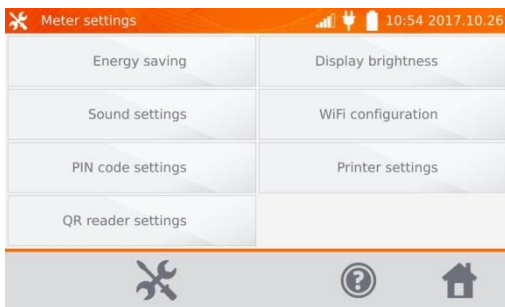 Meter settings
10:54 2017.10.26
Energy saving
Display brightness
Sound settings
WiFi configuration
PIN code settings
Printer settings
QR reader settings
?